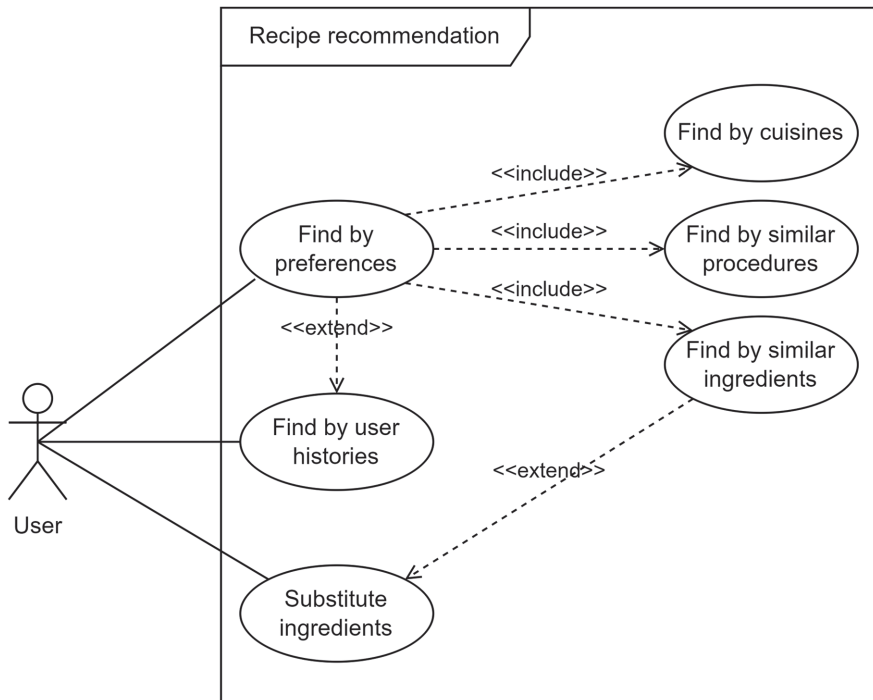 Recipe recommendation
Find by cuisines
<<include>>
Find by
preferences
<<include>>
Find by similar
procedures
<<include>>
<<extend>>
Find by similar
ingredients
Find by user
histories
<<extend>>
User
Substitute
ingredients